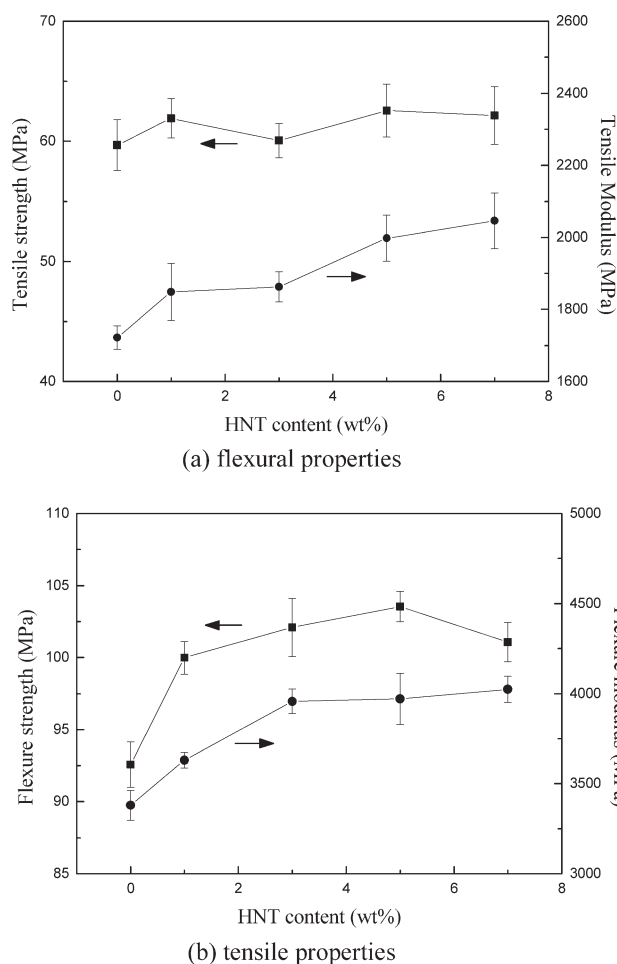 70
60
50
40
2600
2400
2200
2000
1800
1600
Tensile strength (MPa)
Tensile Modulus (MPa)
0 2 4 6 8
HNT content (wt%)
(a) flexural properties
110
105
100
95
90
85
5000
4500
4000
3500
3000
Flexure strength (MPa)
0 2 4 6 8
HNT content (wt%)
(b) tensile properties